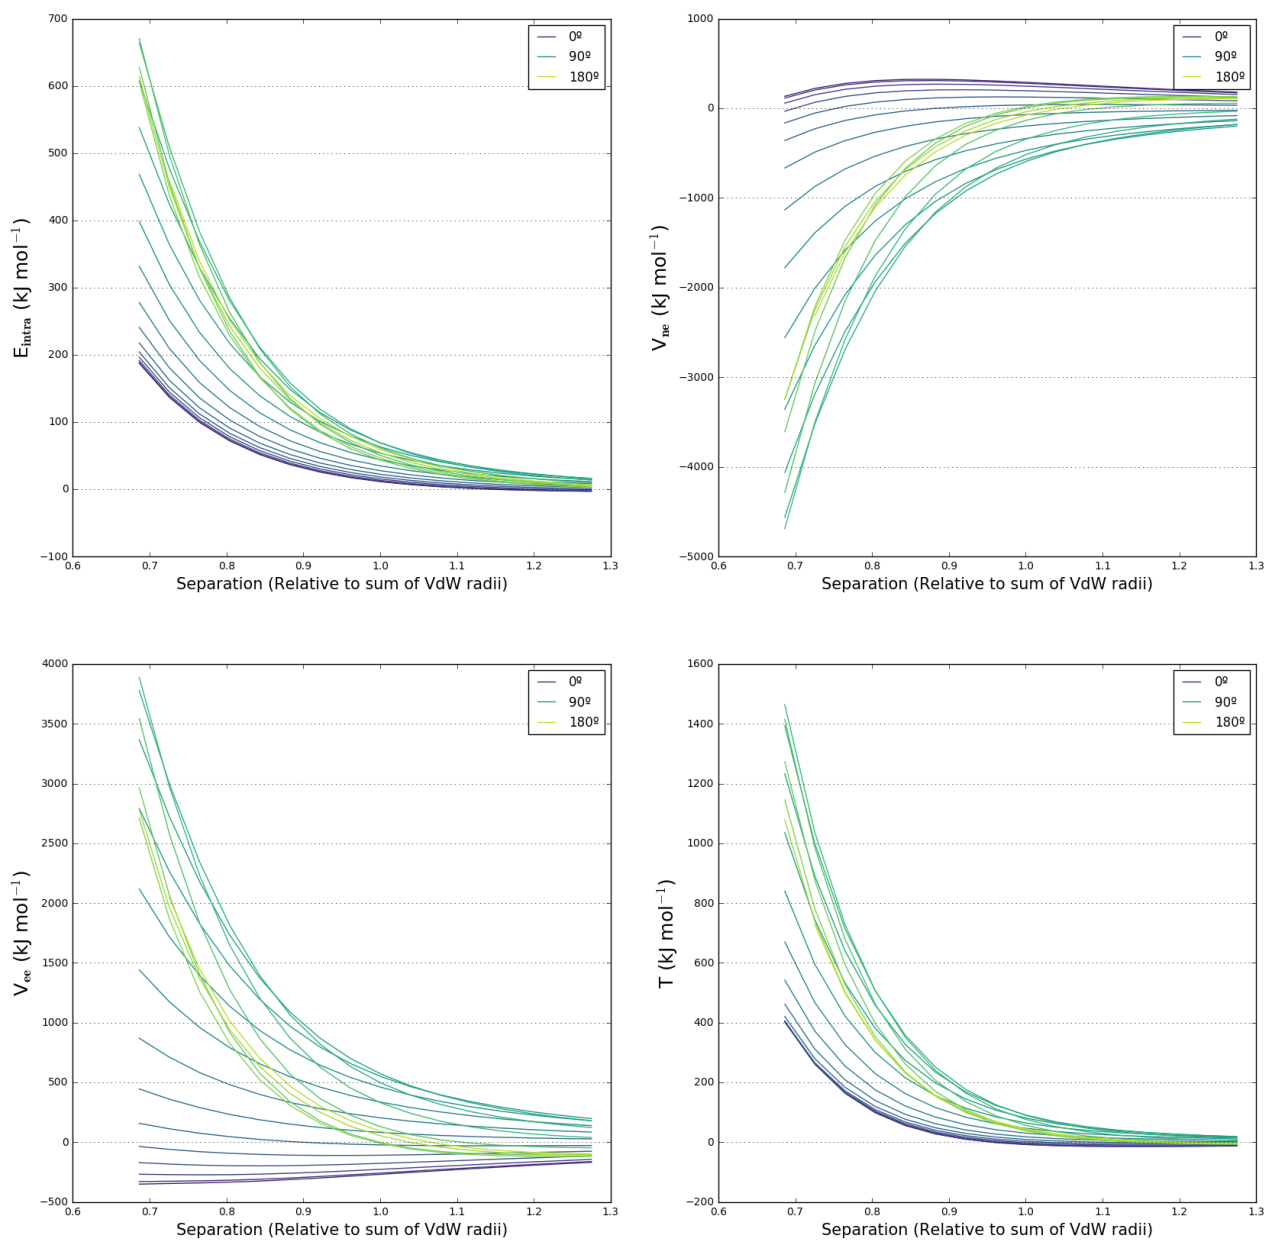 700
600
500
400
300
200
100
0
−100
0.6 0.7 0.8 0.9 1.0 1.1 1.2 1.3
Separation (Relative to sum of VdW radii)
E_intra (kJ mol⁻¹)
0º
90º
180º
1000
0
−1000
−2000
−3000
−4000
−5000
0.6 0.7 0.8 0.9 1.0 1.1 1.2 1.3
Separation (Relative to sum of VdW radii)
V_ne (kJ mol⁻¹)
0º
90º
180º
4000
3500
3000
2500
2000
1500
1000
500
0
−500
0.6 0.7 0.8 0.9 1.0 1.1 1.2 1.3
Separation (Relative to sum of VdW radii)
V_ee (kJ mol⁻¹)
0º
90º
180º
1600
1400
1200
1000
800
600
400
200
0
−200
0.6 0.7 0.8 0.9 1.0 1.1 1.2 1.3
Separation (Relative to sum of VdW radii)
T (kJ mol⁻¹)
0º
90º
180º